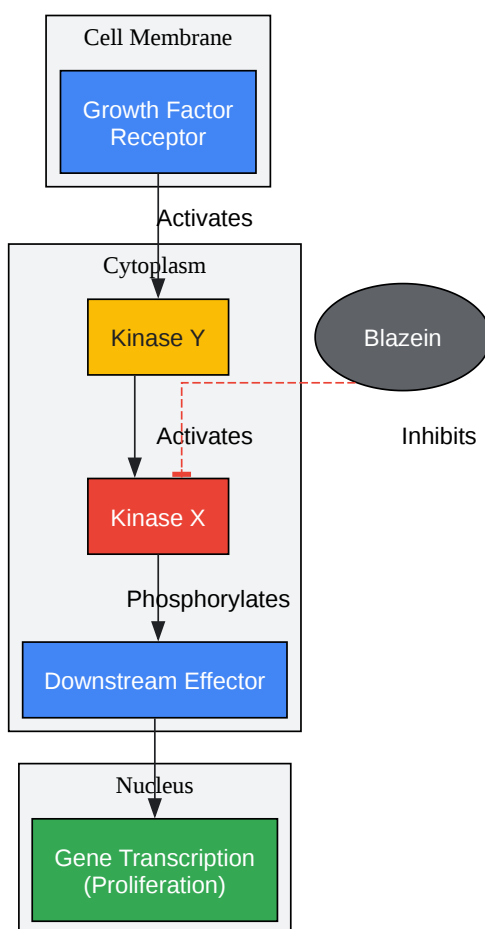 Cell Membrane
Growth Factor
Receptor
Activates
Cytoplasm
Kinase Y
Blazein
Activates
Inhibits
Kinase X
Phosphorylates
Downstream Effector
Nucleus
Gene Transcription
(Proliferation)